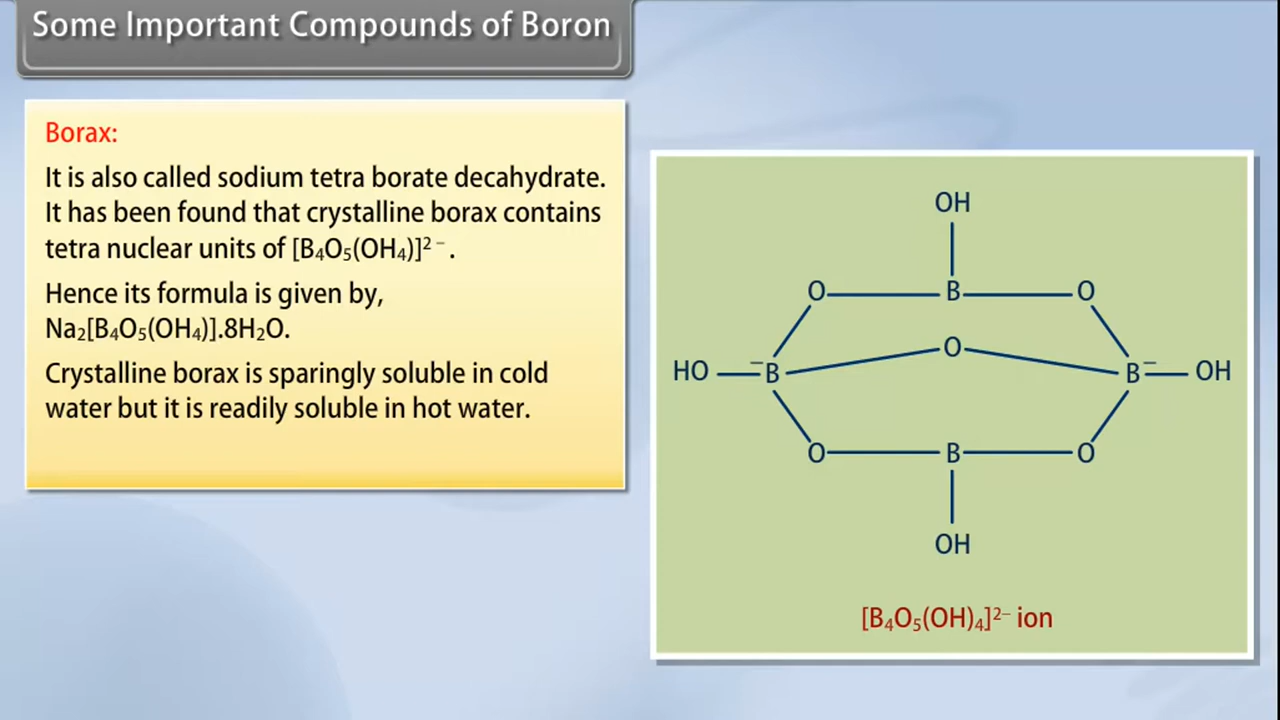 Some Important Compounds of Boron
Borax:
It is also called sodium tetra borate decahydrate.
It has been found that crystalline borax contains
tetra nuclear units of [B₄O₅(OH₄)]²⁻.
Hence its formula is given by,
Na₂[B₄O₅(OH₄)].8H₂O.
Crystalline borax is sparingly soluble in cold
water but it is readily soluble in hot water.
OH
O B O
O
HO ⁻B B⁻ OH
O B O
OH
[B₄O₅(OH)₄]²⁻ ion